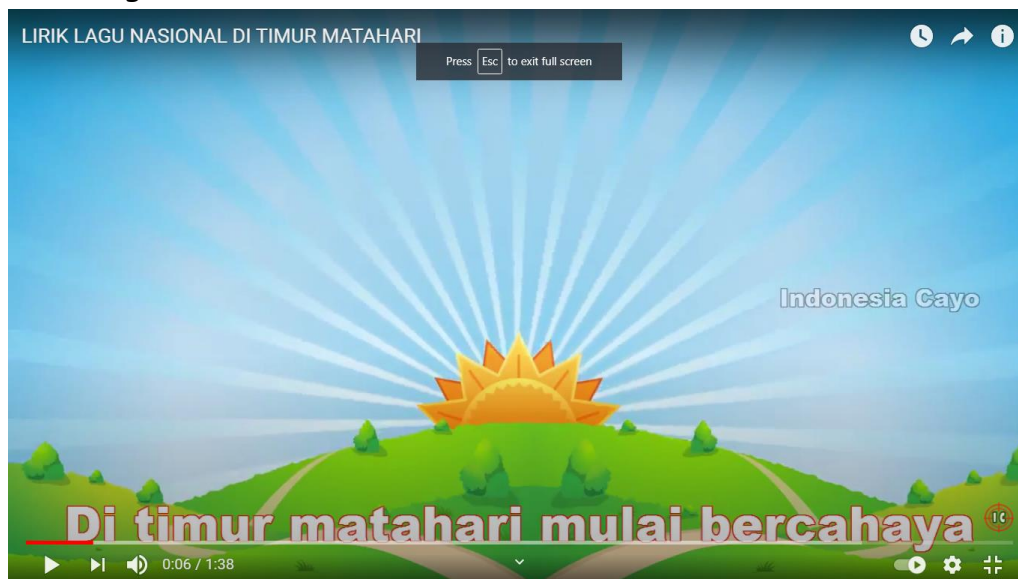 LIRIK LAGU NASIONAL DI TIMUR MATAHARI
Press Esc to exit full screen
Indonesia Cayo
Di timur matahari mulai bercahaya
IC
0:06 / 1:38